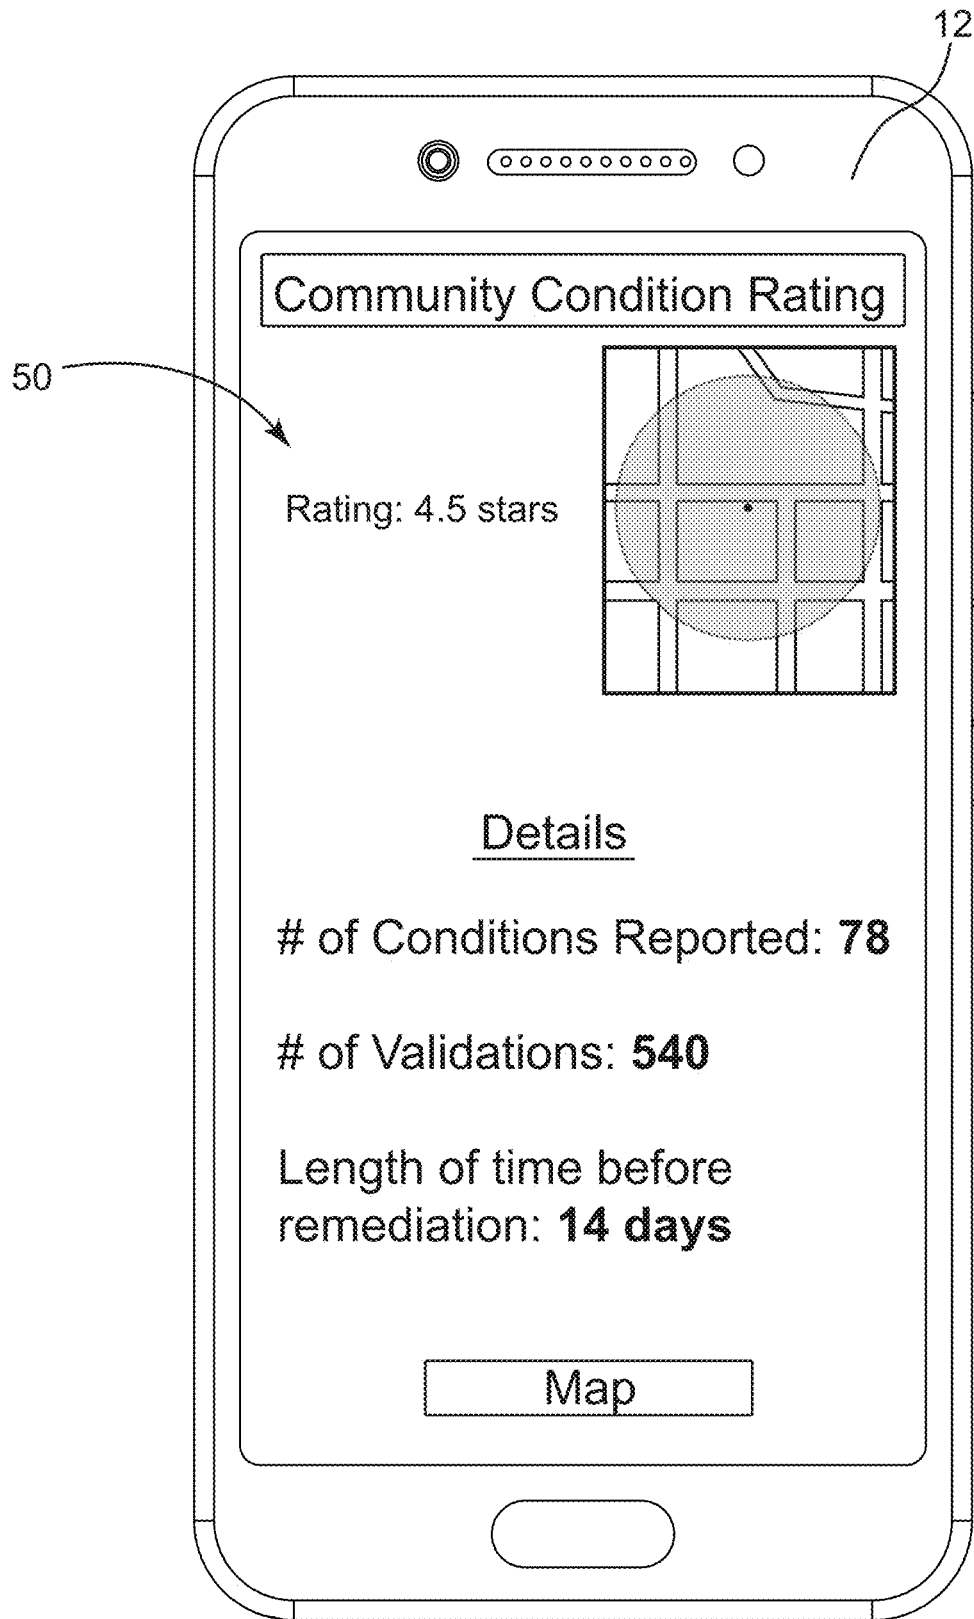 12
Community Condition Rating
50
Rating: 4.5 stars
Details
# of Conditions Reported: 78
# of Validations: 540
Length of time before
remediation: 14 days
Map